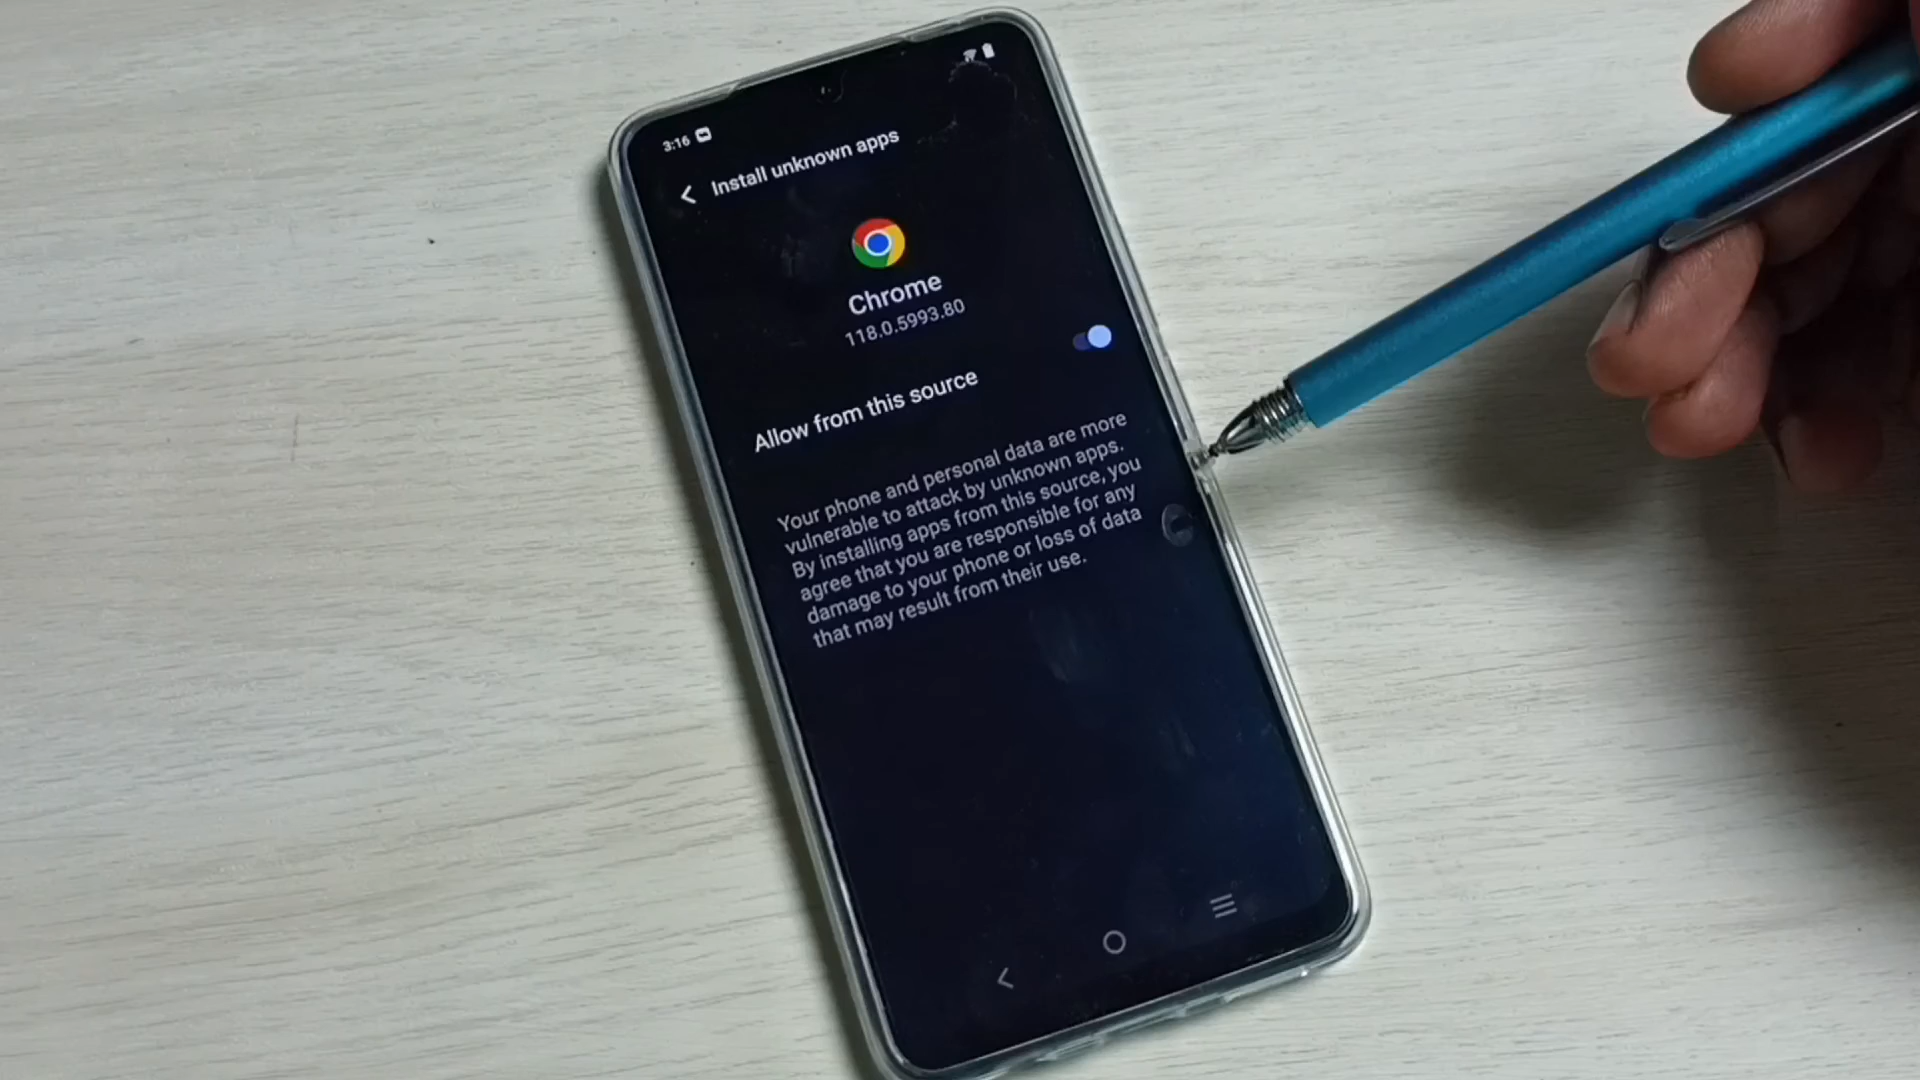 3:16
Install unknown apps
Chrome
118.0.5993.80
Allow from this source
Your phone and personal data are more
vulnerable to attack by unknown apps.
By installing apps from this source, you
agree that you are responsible for any
damage to your phone or loss of data
that may result from their use.